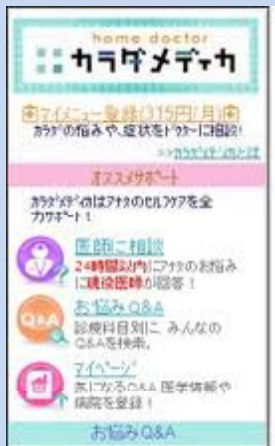 home doctor
カラダメディカ
マイメニュー登録(315円/月)
カラダの悩みや、症状をドクターに相談!
>>カラダメディカとは
オススメサポート
カラダメディカはアナタのセルフケアを全
力サポート!
医師に相談
24時間以内にアナタのお悩み
に現役医師が回答!
Q&A
お悩みQ&A
診療科目別に、みんなの
Q&Aを検索。
マイページ
気になるQ&A、医学情報や
病院を登録!
お悩みQ&A